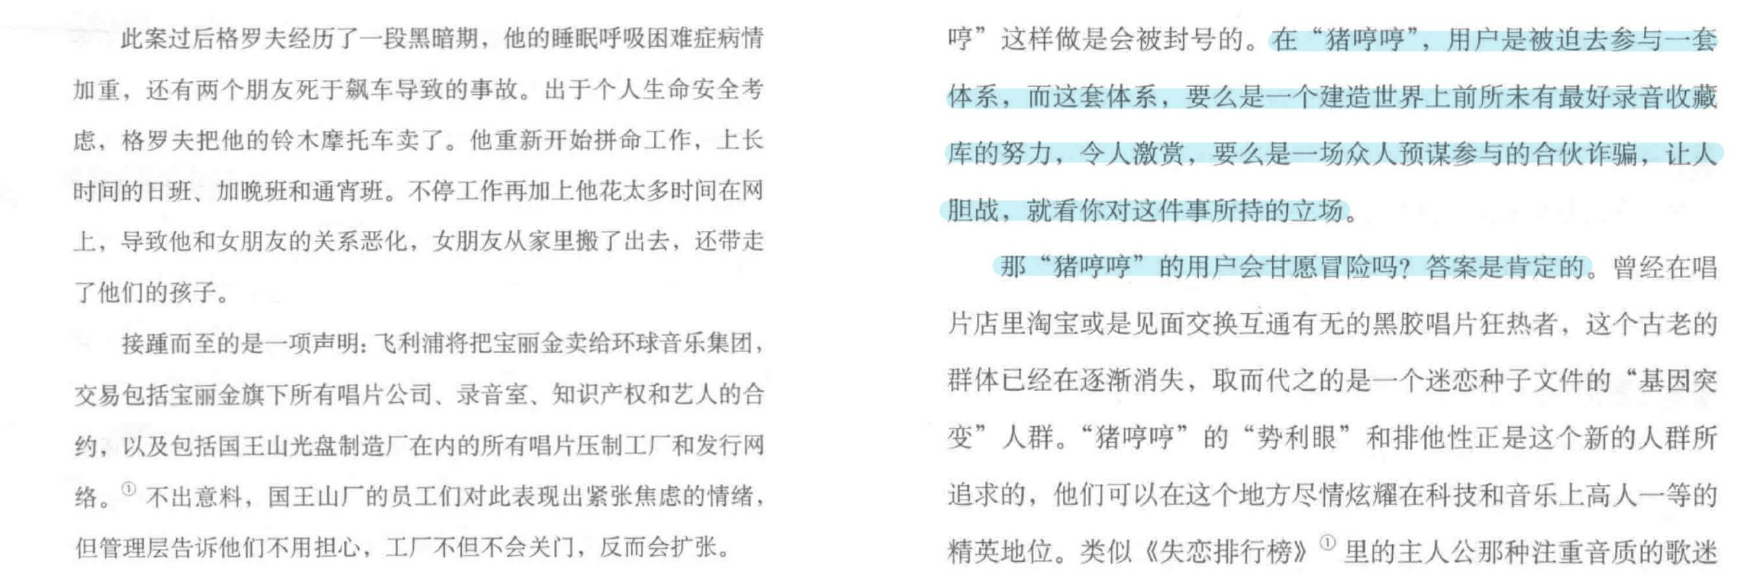 此案过后格罗夫经历了一段黑暗期，他的睡眠呼吸困难症病情
加重，还有两个朋友死于飙车导致的事故。出于个人生命安全考
虑，格罗夫把他的铃木摩托车卖了。他重新开始拼命工作，上长
时间的日班、加晚班和通宵班。不停工作再加上他花太多时间在网
上，导致他和女朋友的关系恶化，女朋友从家里搬了出去，还带走
了他们的孩子。
接踵而至的是一项声明：飞利浦将把宝丽金卖给环球音乐集团，
交易包括宝丽金旗下所有唱片公司、录音室、知识产权和艺人的合
约，以及包括国王山光盘制造厂在内的所有唱片压制工厂和发行网
络。① 不出意料，国王山厂的员工们对此表现出紧张焦虑的情绪，
但管理层告诉他们不用担心，工厂不但不会关门，反而会扩张。
哼”这样做是会被封号的。在“猪哼哼”，用户是被迫去参与一套
体系，而这套体系，要么是一个建造世界上前所未有最好录音收藏
库的努力，令人激赏，要么是一场众人预谋参与的合伙诈骗，让人
胆战，就看你对这件事所持的立场。
那“猪哼哼”的用户会甘愿冒险吗？答案是肯定的。曾经在唱
片店里淘宝或是见面交换互通有无的黑胶唱片狂热者，这个古老的
群体已经在逐渐消失，取而代之的是一个迷恋种子文件的“基因突
变”人群。“猪哼哼”的“势利眼”和排他性正是这个新的人群所
追求的，他们可以在这个地方尽情炫耀在科技和音乐上高人一等的
精英地位。类似《失恋排行榜》① 里的主人公那种注重音质的歌迷